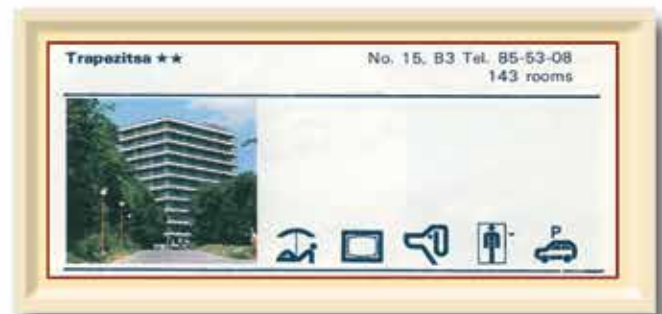 Trapezitsa ★★
No. 15, B3 Tel. 85-53-08
143 rooms
P